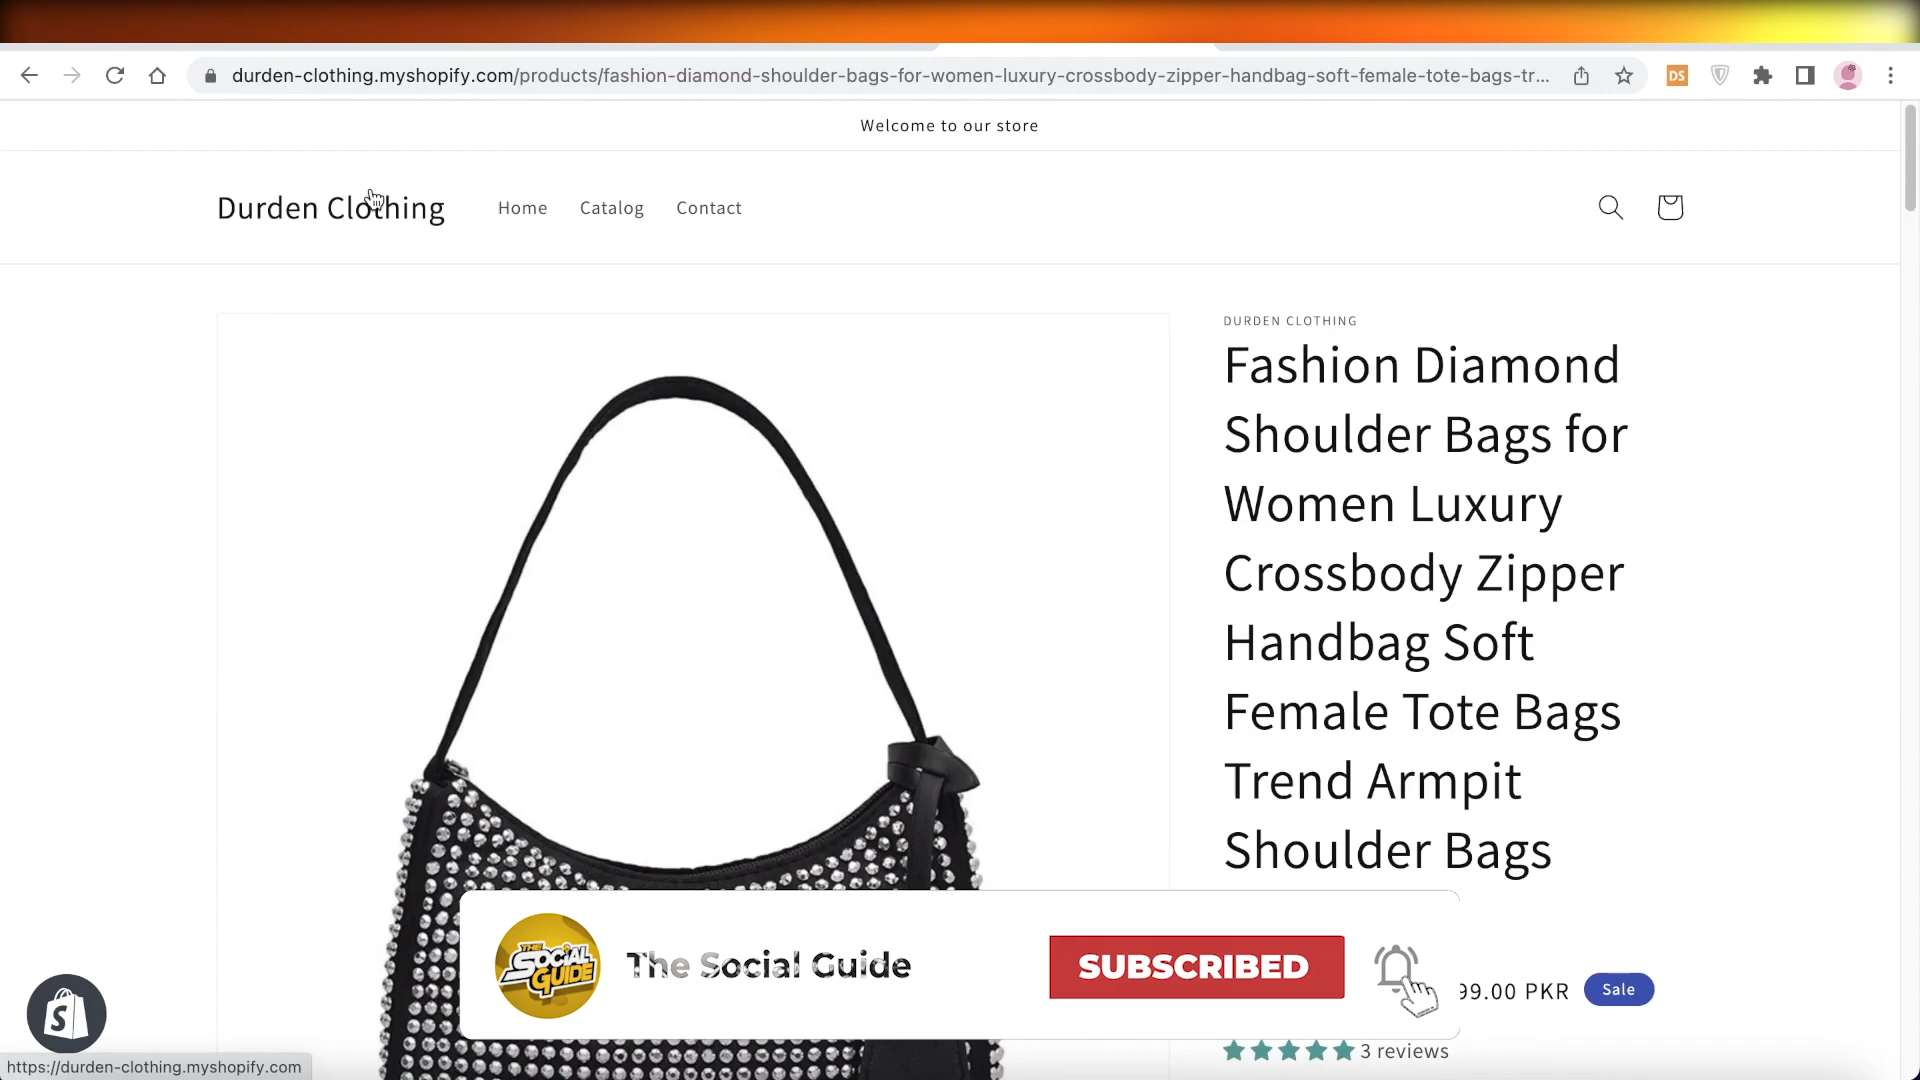 durden-clothing.myshopify.com/products/fashion-diamond-shoulder-bags-for-women-luxury-crossbody-zipper-handbag-soft-female-tote-bags-tr...
DS
Welcome to our store
Durden Clothing
Home
Catalog
Contact
DURDEN CLOTHING
Fashion Diamond
Shoulder Bags for
Women Luxury
Crossbody Zipper
Handbag Soft
Female Tote Bags
Trend Armpit
Shoulder Bags
THE SOCIAL GUIDE
The Social Guide
SUBSCRIBED
99.00 PKR
Sale
3 reviews
https://durden-clothing.myshopify.com